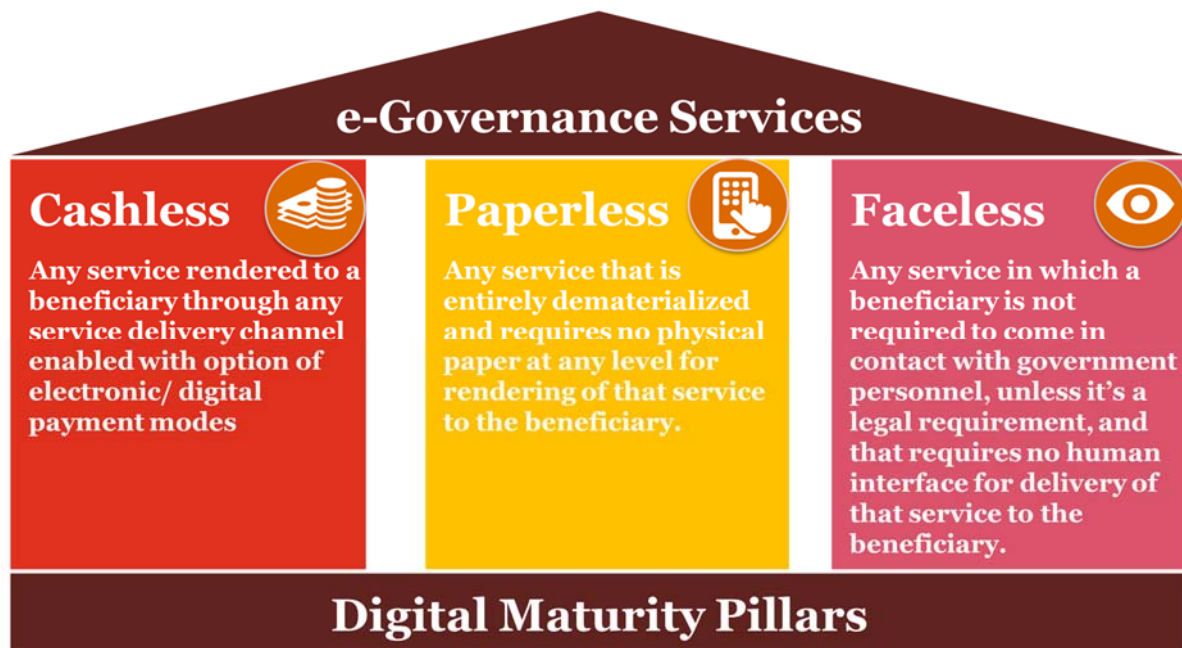 e-Governance Services
Cashless
Any service rendered to a
beneficiary through any
service delivery channel
enabled with option of
electronic/ digital
payment modes
Paperless
Any service that is
entirely dematerialized
and requires no physical
paper at any level for
rendering of that service
to the beneficiary.
Faceless
Any service in which a
beneficiary is not
required to come in
contact with government
personnel, unless it’s a
legal requirement, and
that requires no human
interface for delivery of
that service to the
beneficiary.
Digital Maturity Pillars